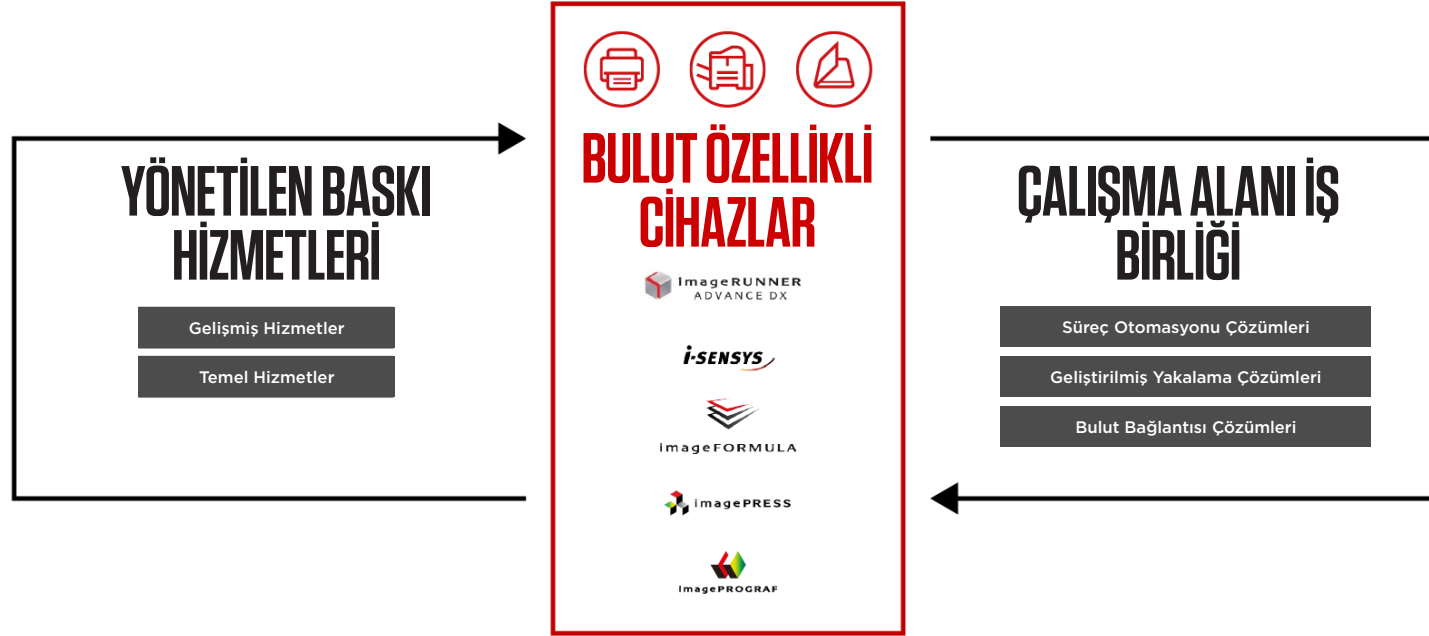 YÖNETİLEN BASKI
HİZMETLERİ
Gelişmiş Hizmetler
Temel Hizmetler
BULUT ÖZELLİKLİ
CİHAZLAR
imageRUNNER
ADVANCE DX
i-SENSYS
imageFORMULA
imagePRESS
imagePROGRAF
ÇALIŞMA ALANI İŞ
BİRLİĞİ
Süreç Otomasyonu Çözümleri
Geliştirilmiş Yakalama Çözümleri
Bulut Bağlantısı Çözümleri